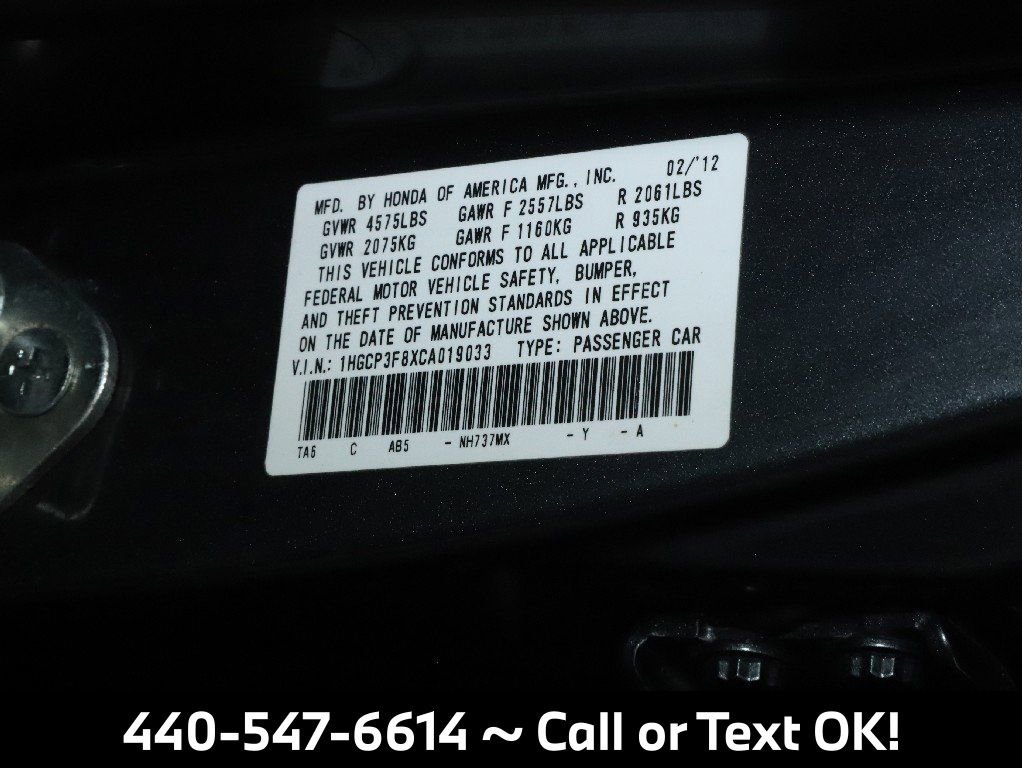 MFD. BY HONDA OF AMERICA MFG., INC. 02/'12
GVWR 4575LBS GAWR F 2557LBS R 2061LBS
GVWR 2075KG GAWR F 1160KG R 935KG
THIS VEHICLE CONFORMS TO ALL APPLICABLE
FEDERAL MOTOR VEHICLE SAFETY, BUMPER,
AND THEFT PREVENTION STANDARDS IN EFFECT
ON THE DATE OF MANUFACTURE SHOWN ABOVE.
V.I.N.: 1HGCP3F8XCA019033 TYPE: PASSENGER CAR
TA6 C AB5 - NH737MX - Y - A
440-547-6614 ~ Call or Text OK!